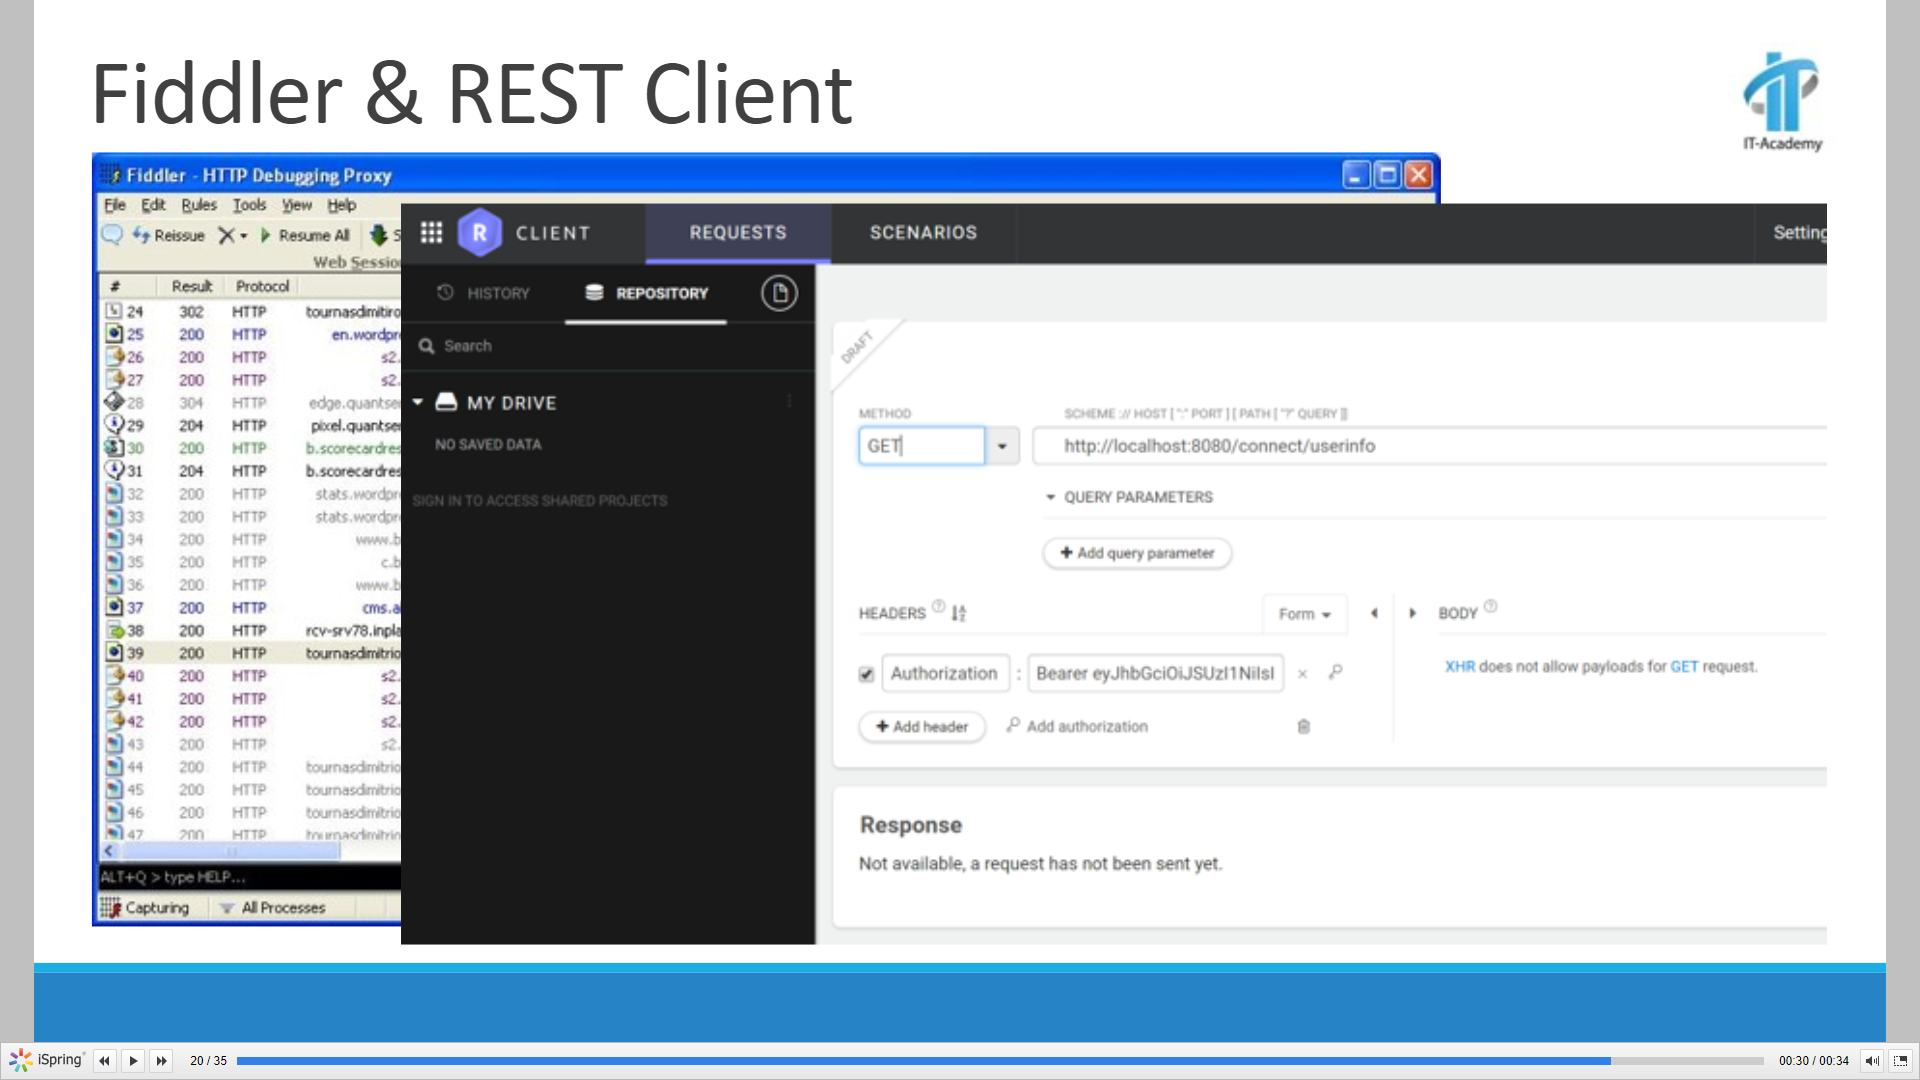 Fiddler & REST Client
IT-Academy
Fiddler - HTTP Debugging Proxy
File Edit Rules Tools View Help
Reissue Resume All S
Web Sessio
# Result Protocol
24 302 HTTP tournasdimitro
25 200 HTTP en.wordpr
26 200 HTTP s2.
27 200 HTTP s2.
28 304 HTTP edge.quantse
29 204 HTTP pixel.quantser
30 200 HTTP b.scorecardres
31 204 HTTP b.scorecardres
32 200 HTTP stats.wordpr
33 200 HTTP stats.wordpr
34 200 HTTP www.b
35 200 HTTP c.b
36 200 HTTP www.b
37 200 HTTP cms.a
38 200 HTTP rcv-srv78.inpla
39 200 HTTP tournasdimitrio
40 200 HTTP s2.
41 200 HTTP s2.
42 200 HTTP s2.
43 200 HTTP s2.
44 200 HTTP tournasdimitrio
45 200 HTTP tournasdimitrio
46 200 HTTP tournasdimitrio
47 200 HTTP tournasdimitrio
ALT+Q > type HELP...
Capturing All Processes
R CLIENT REQUESTS SCENARIOS Setting
HISTORY REPOSITORY
Search
MY DRIVE
NO SAVED DATA
SIGN IN TO ACCESS SHARED PROJECTS
DRAFT
METHOD SCHEME :// HOST [ ":" PORT ] [ PATH [ "?" QUERY ]]
GET http://localhost:8080/connect/userinfo
QUERY PARAMETERS
+ Add query parameter
HEADERS ? Form BODY ?
Authorization : Bearer eyJhbGciOiJSUzI1NiIsI ×
XHR does not allow payloads for GET request.
+ Add header Add authorization
Response
Not available, a request has not been sent yet.
iSpring 20 / 35 00:30 / 00:34